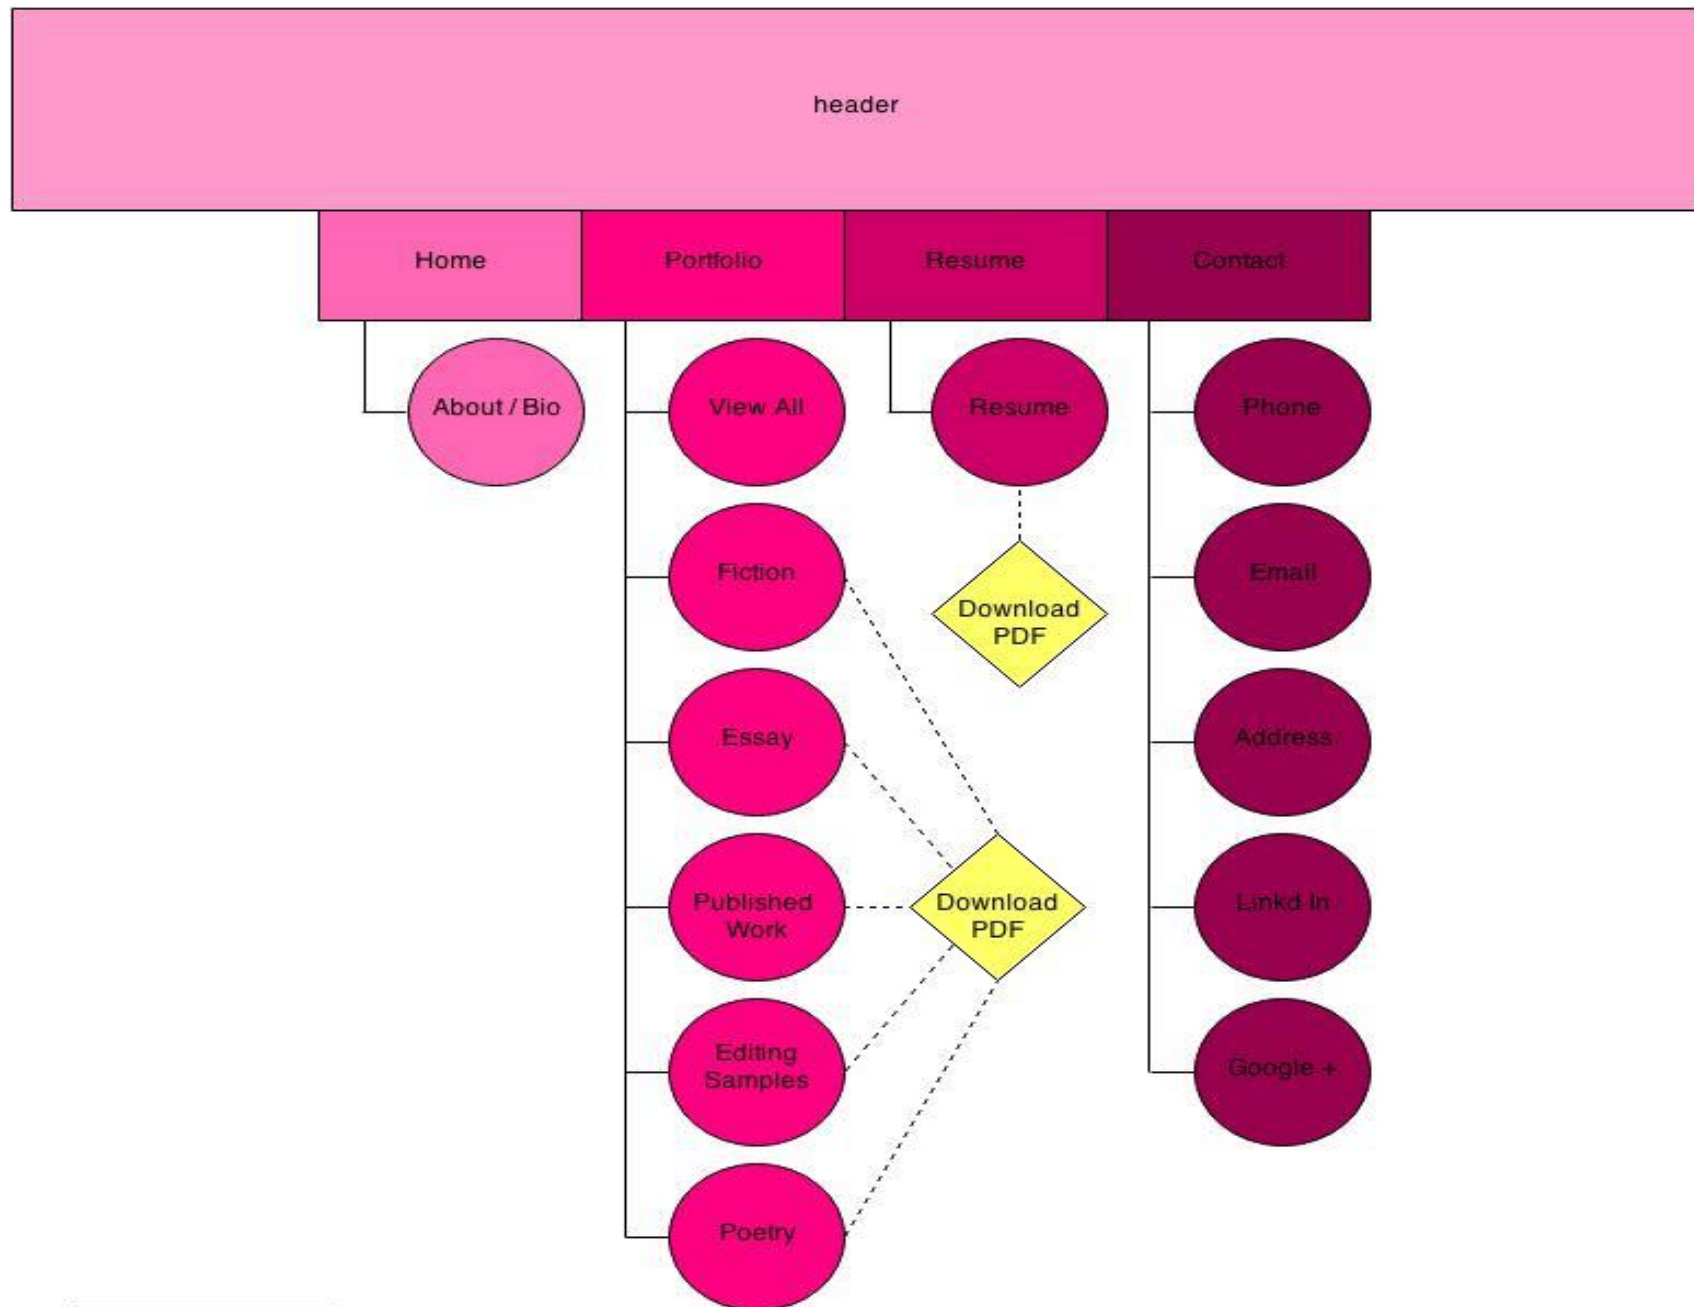 header
Home
Portfolio
Resume
Contact
About / Bio
View All
Resume
Phone
Fiction
Download
PDF
Email
Essay
Address
Published
Work
Download
PDF
Linkd In
Editing
Samples
Google +
Poetry